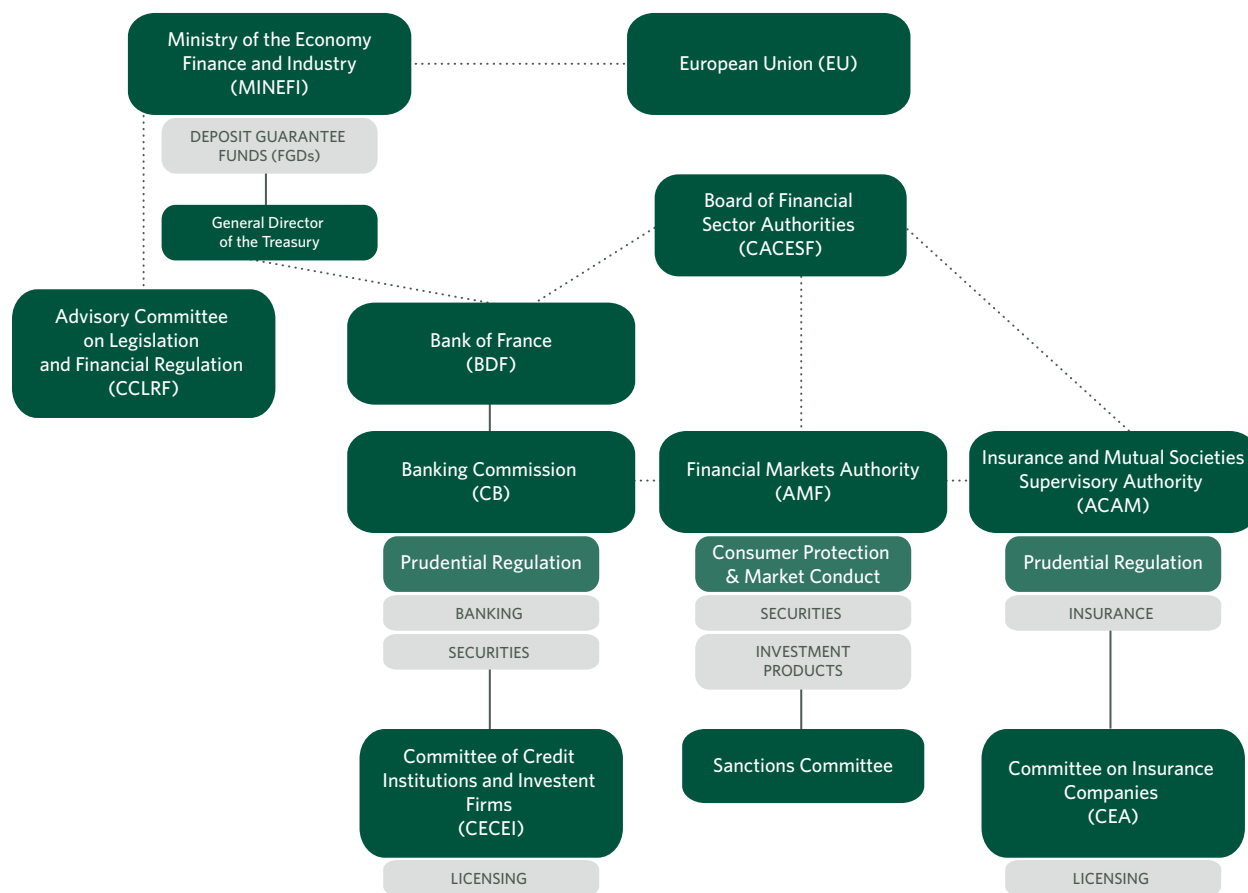 Ministry of the Economy
Finance and Industry
(MINEFI)
European Union (EU)
DEPOSIT GUARANTEE
FUNDS (FGDs)
General Director
of the Treasury
Board of Financial
Sector Authorities
(CACESF)
Advisory Committee
on Legislation
and Financial Regulation
(CCLRF)
Bank of France
(BDF)
Banking Commission
(CB)
Financial Markets Authority
(AMF)
Insurance and Mutual Societies
Supervisory Authority
(ACAM)
Prudential Regulation
BANKING
SECURITIES
Consumer Protection
& Market Conduct
SECURITIES
INVESTMENT
PRODUCTS
Prudential Regulation
INSURANCE
Committee of Credit
Institutions and Investent
Firms
(CECEI)
LICENSING
Sanctions Committee
Committee on Insurance
Companies
(CEA)
LICENSING